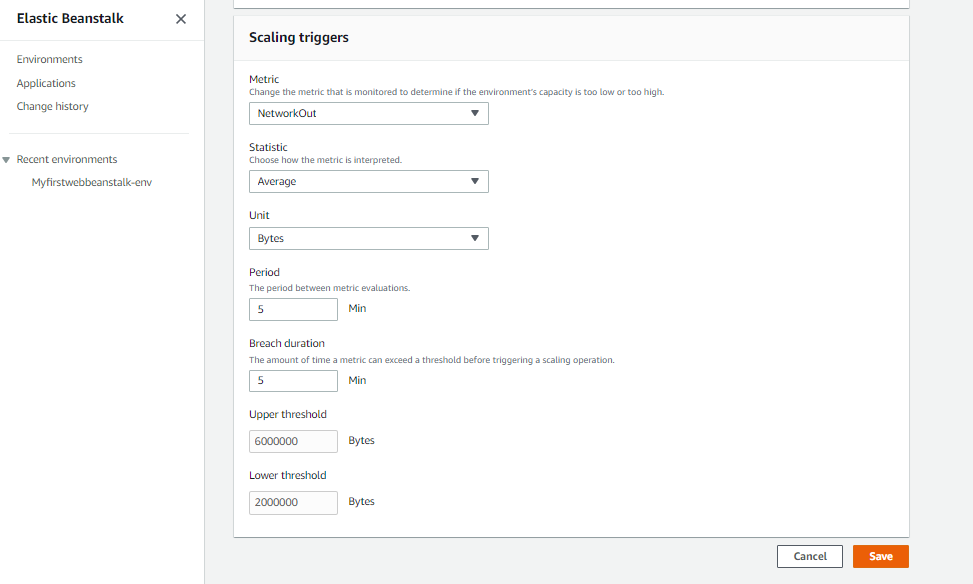 Elastic Beanstalk
Environments
Applications
Change history
Recent environments
Myfirstwebbeanstalk-env
Scaling triggers
Metric
Change the metric that is monitored to determine if the environment's capacity is too low or too high.
NetworkOut
Statistic
Choose how the metric is interpreted.
Average
Unit
Bytes
Period
The period between metric evaluations.
5 Min
Breach duration
The amount of time a metric can exceed a threshold before triggering a scaling operation.
5 Min
Upper threshold
6000000 Bytes
Lower threshold
2000000 Bytes
Cancel Save